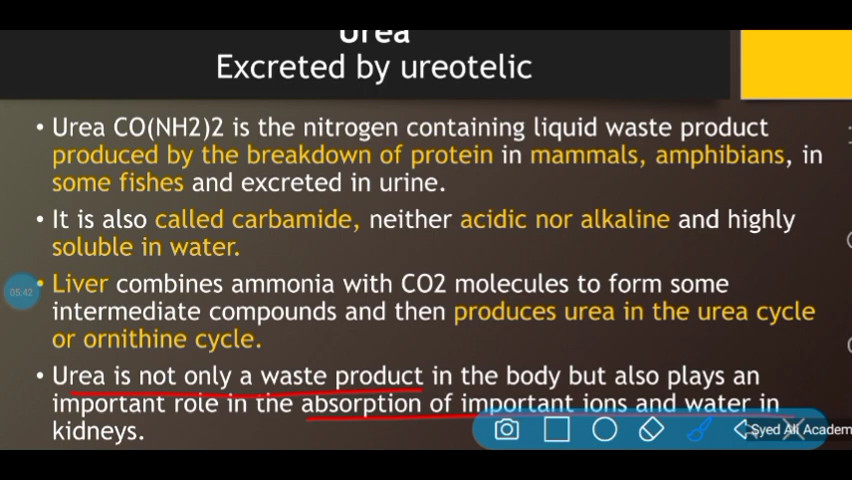 Urea
Excreted by ureotelic
• Urea CO(NH2)2 is the nitrogen containing liquid waste product
produced by the breakdown of protein in mammals, amphibians, in
some fishes and excreted in urine.
• It is also called carbamide, neither acidic nor alkaline and highly
soluble in water.
• Liver combines ammonia with CO2 molecules to form some
05:42
intermediate compounds and then produces urea in the urea cycle
or ornithine cycle.
• Urea is not only a waste product in the body but also plays an
important role in the absorption of important ions and water in
kidneys.
Syed Ali Academ